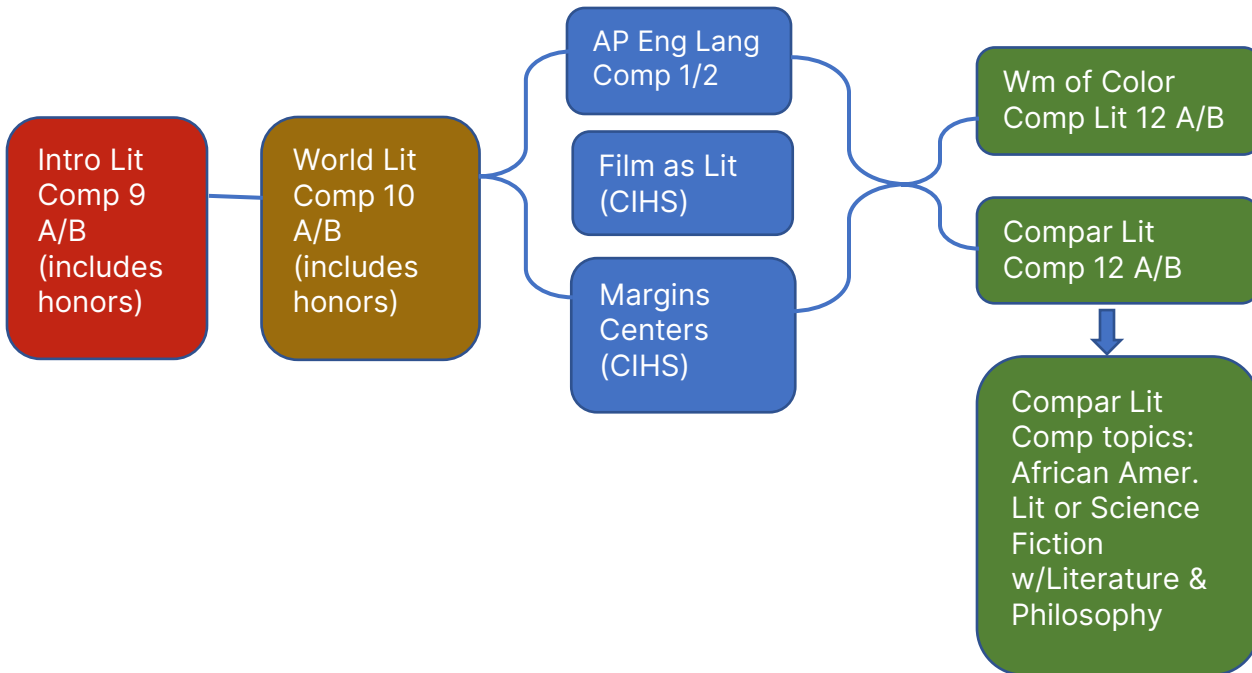 Intro Lit
Comp 9
A/B
(includes
honors)
World Lit
Comp 10
A/B
(includes
honors)
AP Eng Lang
Comp 1/2
Film as Lit
(CIHS)
Margins
Centers
(CIHS)
Wm of Color
Comp Lit 12 A/B
Compar Lit
Comp 12 A/B
Compar Lit
Comp topics:
African Amer.
Lit or Science
Fiction
w/Literature &
Philosophy